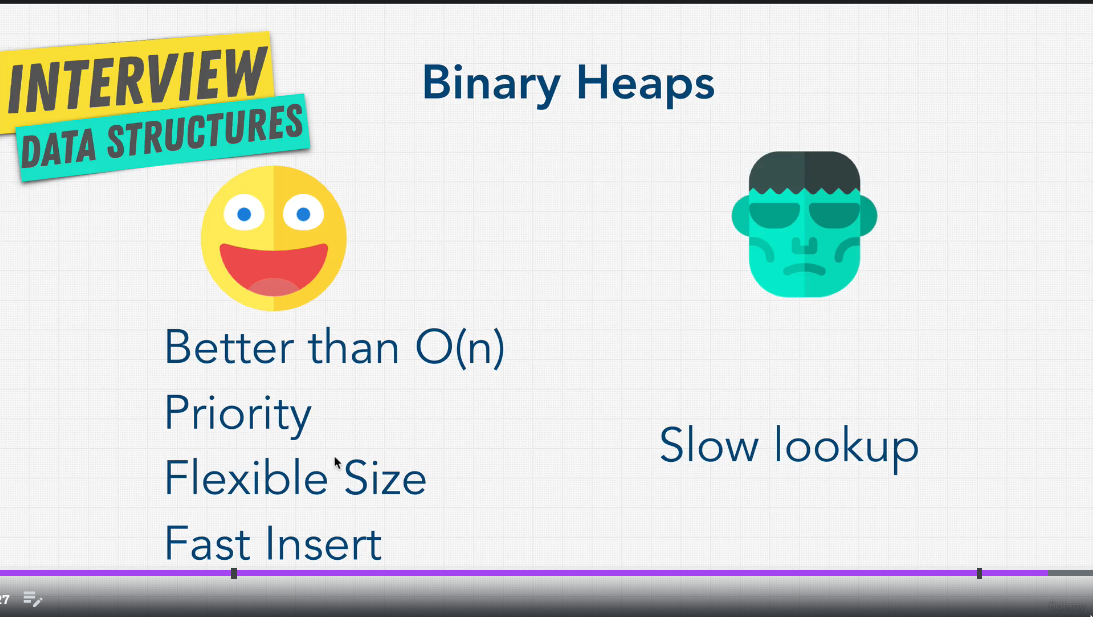 INTERVIEW
DATA STRUCTURES
Binary Heaps
Better than O(n)
Priority
Flexible Size
Fast Insert
Slow lookup
27